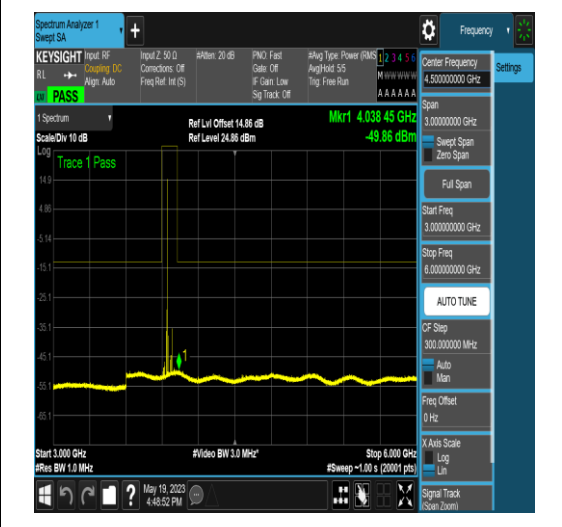 Spectrum Analyzer 1
Swept SA
Frequency
KEYSIGHT
RL
Input: RF
Coupling: DC
Align: Auto
Input Z: 50 Ω
Corrections: Off
Freq Ref: Int (S)
#Atten: 20 dB
PNO: Fast
Gate: Off
IF Gain: Low
Sig Track: Off
#Avg Type: Power (RMS
Avg|Hold: 5/5
Trig: Free Run
1 2 3 4 5 6
M W W W W W
A A A A A A
PASS
1 Spectrum
Scale/Div 10 dB
Ref Lvl Offset 14.86 dB
Ref Level 24.86 dBm
Mkr1 4.038 45 GHz
-49.86 dBm
Log
Trace 1 Pass
14.9
4.86
-5.14
-15.1
-25.1
-35.1
-45.1
-55.1
-65.1
1
Start 3.000 GHz
#Res BW 1.0 MHz
#Video BW 3.0 MHz*
Stop 6.000 GHz
#Sweep ~1.00 s (20001 pts)
?
May 19, 2023
4:48:52 PM
Center Frequency
4.500000000 GHz
Settings
Span
3.00000000 GHz
Swept Span
Zero Span
Full Span
Start Freq
3.000000000 GHz
Stop Freq
6.000000000 GHz
AUTO TUNE
CF Step
300.000000 MHz
Auto
Man
Freq Offset
0 Hz
X Axis Scale
Log
Lin
Signal Track
(Span Zoom)